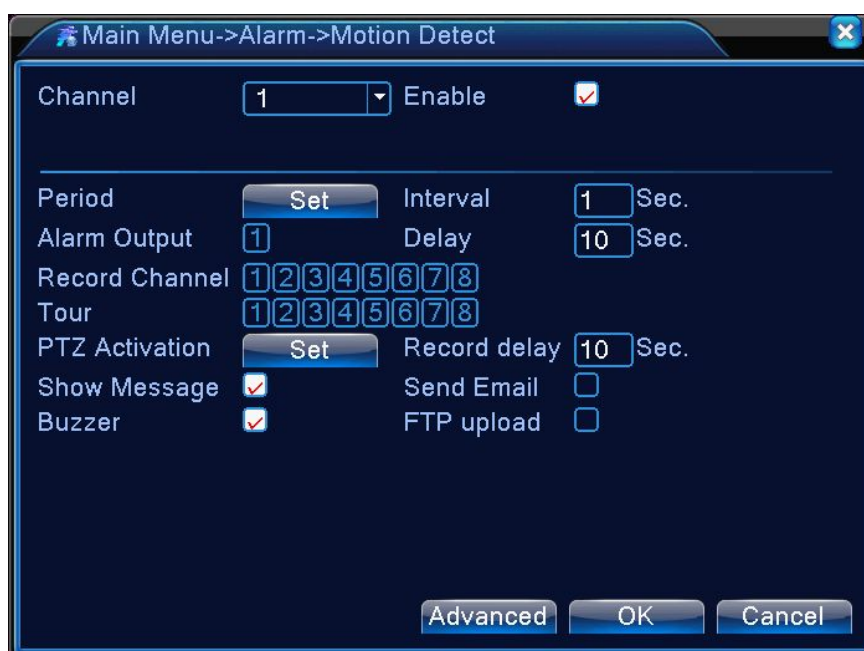 Main Menu->Alarm->Motion Detect
Channel 1 Enable
Period Set Interval 1 Sec.
Alarm Output 1 Delay 10 Sec.
Record Channel 1 2 3 4 5 6 7 8
Tour 1 2 3 4 5 6 7 8
PTZ Activation Set Record delay 10 Sec.
Show Message Send Email
Buzzer FTP upload
Advanced OK Cancel